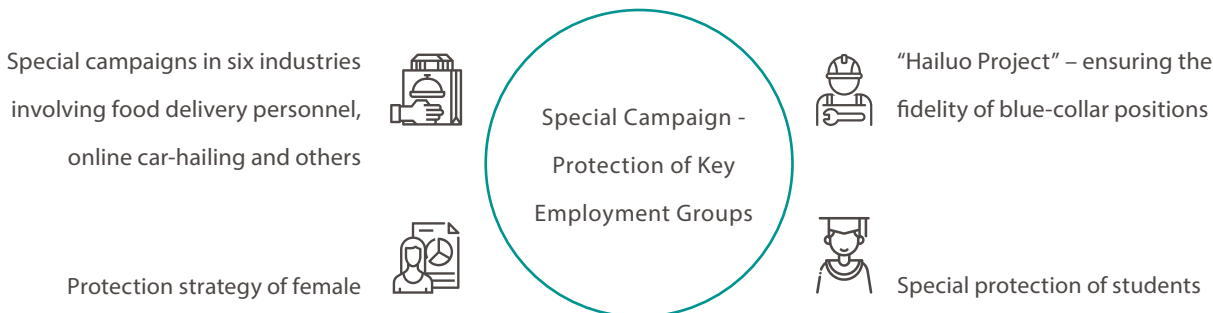 Special campaigns in six industries
involving food delivery personnel,
online car-hailing and others
Protection strategy of female
Special Campaign -
Protection of Key
Employment Groups
“Hailuo Project” – ensuring the
fidelity of blue-collar positions
Special protection of students